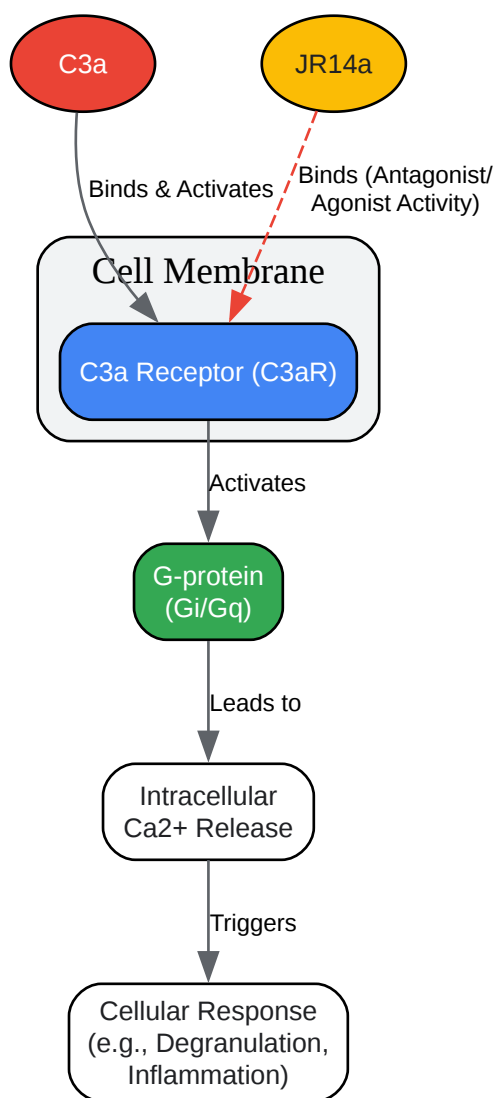 C3a
JR14a
Binds & Activates
Binds (Antagonist/
Agonist Activity)
Cell Membrane
C3a Receptor (C3aR)
Activates
G-protein
(Gi/Gq)
Leads to
Intracellular
Ca2+ Release
Triggers
Cellular Response
(e.g., Degranulation,
Inflammation)